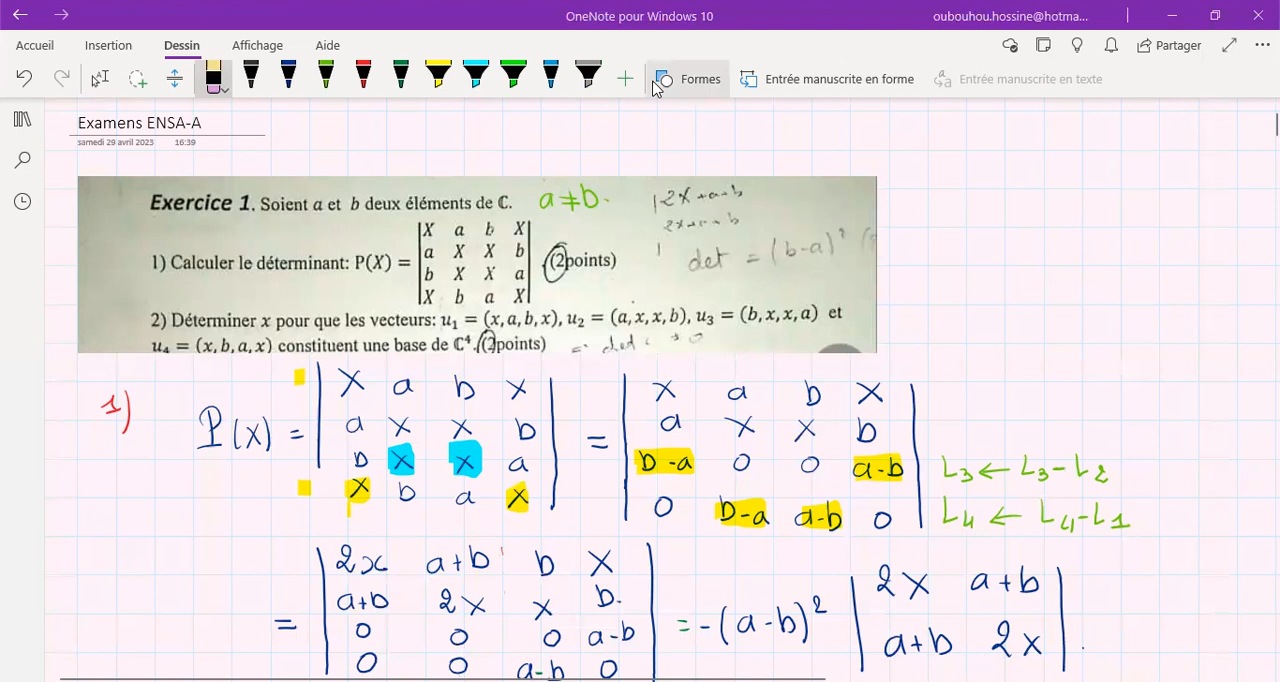 OneNote pour Windows 10
oubouhou.hossine@hotma...
Accueil Insertion Dessin Affichage Aide
Partager
Formes
Entrée manuscrite en forme
Entrée manuscrite en texte
Examens ENSA-A
samedi 29 avril 2023 16:39
Exercice 1. Soient a et b deux éléments de ℂ. a ≠ b.
|2X+a+b
1) Calculer le déterminant: P(X) =
|X a b X|
|a X X b|
|b X X a|
|X b a X|
(2points)
det = (b-a)²
2) Déterminer x pour que les vecteurs: u₁ = (x, a, b, x), u₂ = (a, x, x, b), u₃ = (b, x, x, a) et
u₄ = (x, b, a, x) constituent une base de ℂ⁴. (2points)
1)
P(X) =
|X a b X|
|a X X b|
|b X X a|
|X b a X|
=
|X a b X|
|a X X b|
|b-a 0 0 a-b|
|0 b-a a-b 0|
L₃ ← L₃-L₂
L₄ ← L₄-L₁
=
|2x a+b b X|
|a+b 2X X b.|
|0 0 0 a-b|
|0 0 a-b 0|
= -(a-b)²
|2X a+b|
|a+b 2X|.